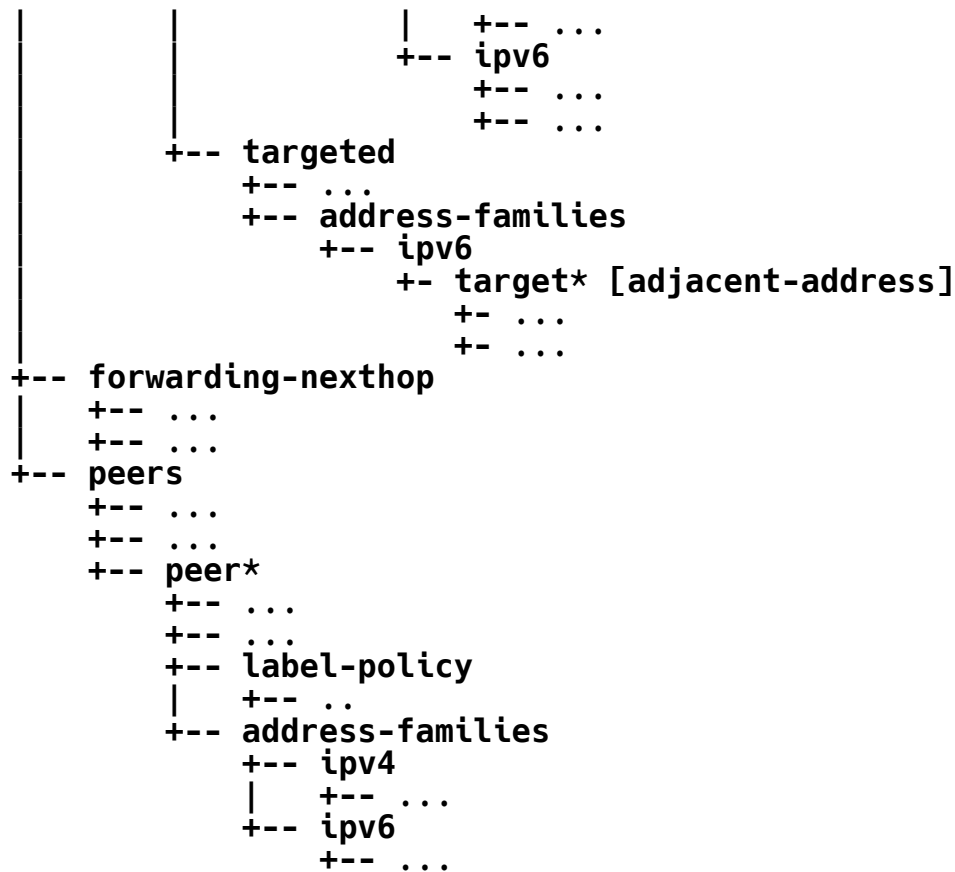 |       |           |   +-- ...
|       |           +-- ipv6
|       |               +-- ...
|       |               +-- ...
|       +-- targeted
|           +-- ...
|           +-- address-families
|               +-- ipv6
|                   +- target* [adjacent-address]
|                      +- ...
|                      +- ...
+-- forwarding-nexthop
|   +-- ...
|   +-- ...
+-- peers
    +-- ...
    +-- ...
    +-- peer*
        +-- ...
        +-- ...
        +-- label-policy
        |   +-- ..
        +-- address-families
            +-- ipv4
            |   +-- ...
            +-- ipv6
                +-- ...